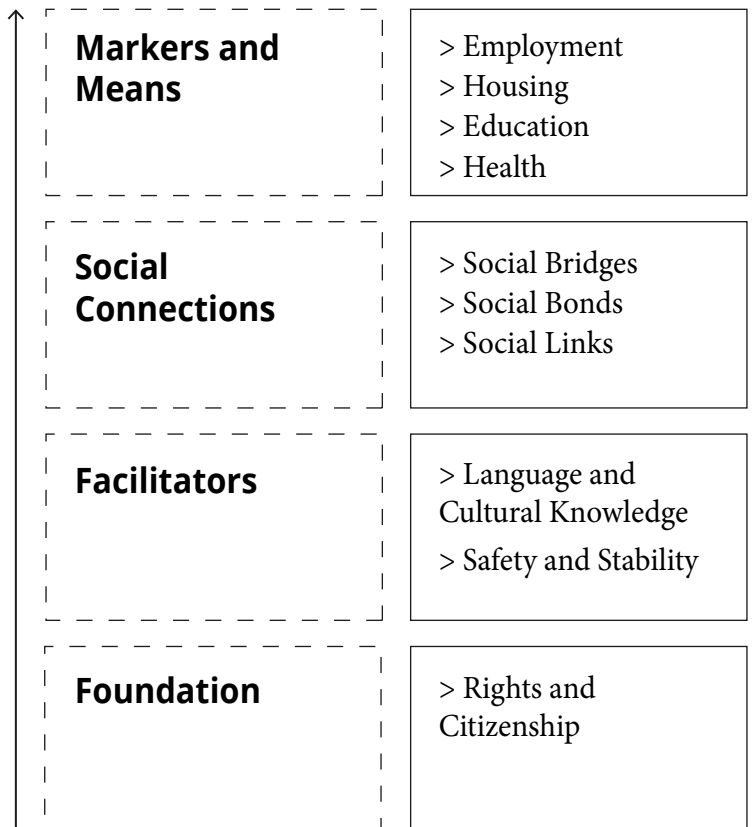 Markers and
Means
> Employment
> Housing
> Education
> Health
Social
Connections
> Social Bridges
> Social Bonds
> Social Links
Facilitators
> Language and
Cultural Knowledge
> Safety and Stability
Foundation
> Rights and
Citizenship